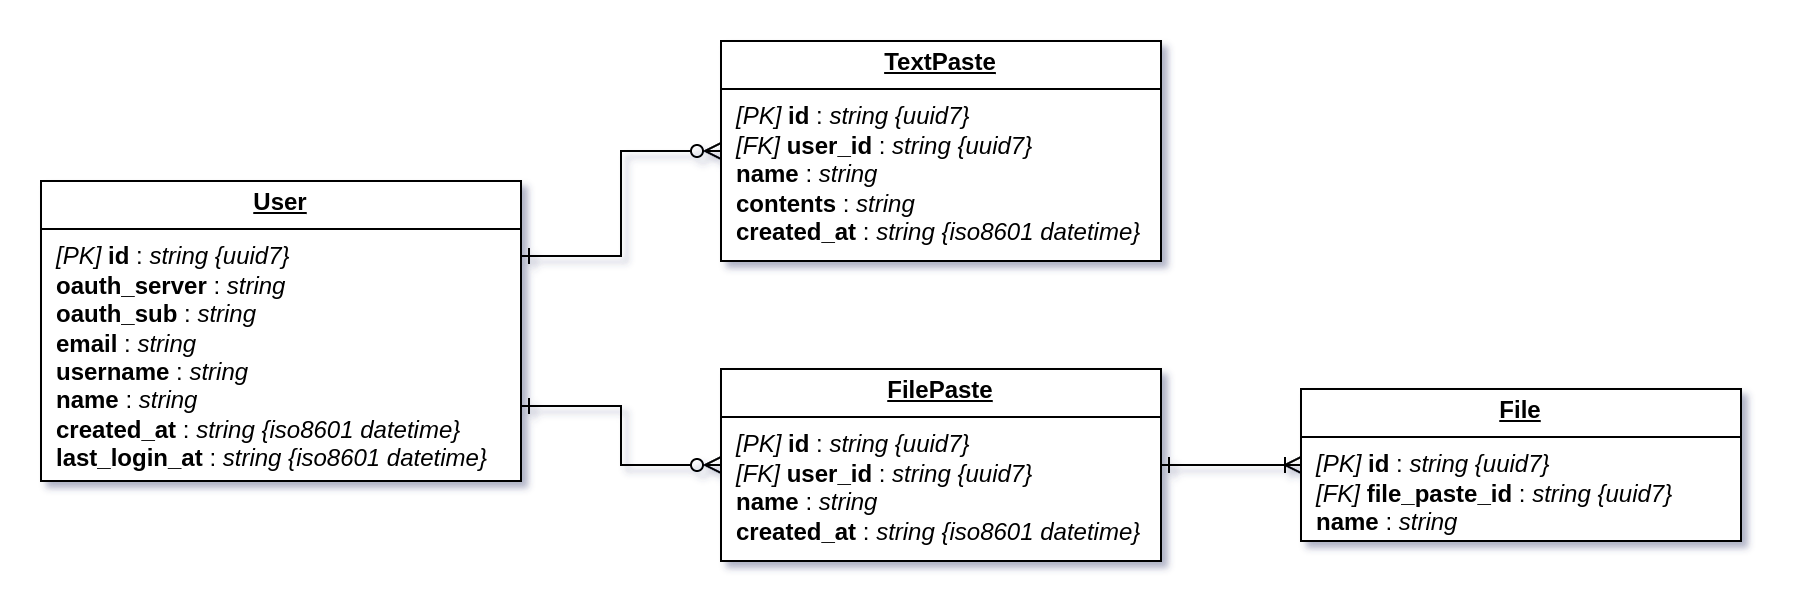 TextPaste
[PK] id : string {uuid7}
[FK] user_id : string {uuid7}
name : string
contents : string
created_at : string {iso8601 datetime}
User
[PK] id : string {uuid7}
oauth_server : string
oauth_sub : string
email : string
username : string
name : string
created_at : string {iso8601 datetime}
last_login_at : string {iso8601 datetime}
FilePaste
[PK] id : string {uuid7}
[FK] user_id : string {uuid7}
name : string
created_at : string {iso8601 datetime}
File
[PK] id : string {uuid7}
[FK] file_paste_id : string {uuid7}
name : string